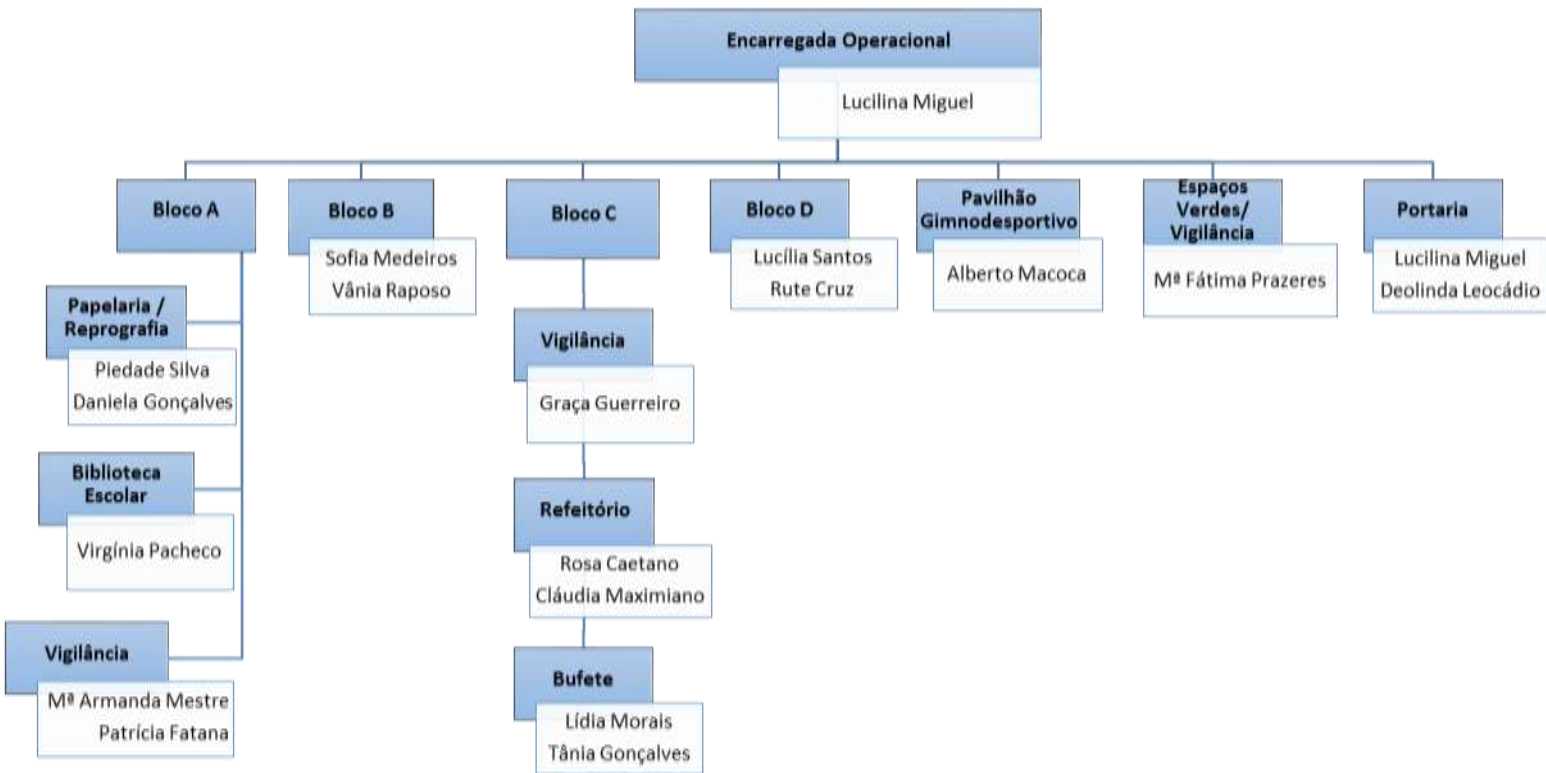 Encarregada Operacional
Lucilina Miguel
Bloco A
Papelaria /
Reprografia
Piedade Silva
Daniela Gonçalves
Biblioteca
Escolar
Virgínia Pacheco
Vigilância
Mª Armanda Mestre
Patrícia Fatana
Bloco B
Sofia Medeiros
Vânia Raposo
Bloco C
Vigilância
Graça Guerreiro
Refeitório
Rosa Caetano
Cláudia Maximiano
Bufete
Lídia Morais
Tânia Gonçalves
Bloco D
Lucília Santos
Rute Cruz
Pavilhão
Gimnodesportivo
Alberto Macoca
Espaços
Verdes/
Vigilância
Mª Fátima Prazeres
Portaria
Lucilina Miguel
Deolinda Leocádio